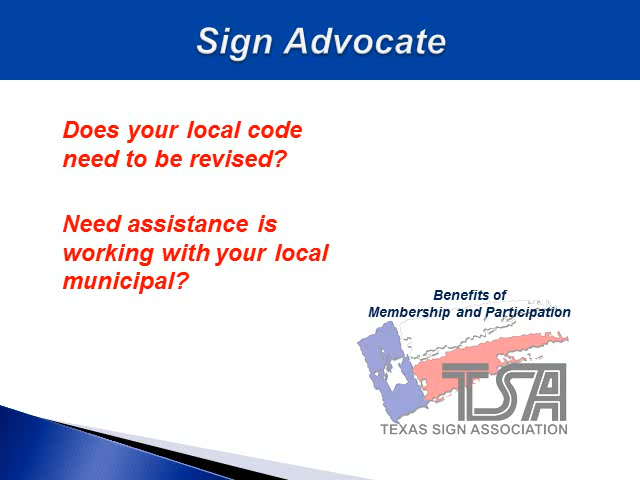 Sign Advocate
Does your local code
need to be revised?
Need assistance is
working with your local
municipal?
Benefits of
Membership and Participation
TSA
TEXAS SIGN ASSOCIATION